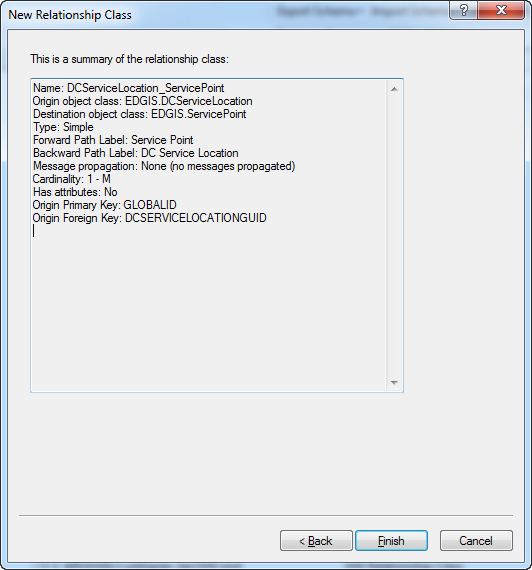 New Relationship Class
This is a summary of the relationship class:
Name: DCServiceLocation_ServicePoint
Origin object class: EDGIS.DCServiceLocation
Destination object class: EDGIS.ServicePoint
Type: Simple
Forward Path Label: Service Point
Backward Path Label: DC Service Location
Message propagation: None (no messages propagated)
Cardinality: 1 - M
Has attributes: No
Origin Primary Key: GLOBALID
Origin Foreign Key: DCSERVICELOCATIONGUID
< Back
Finish
Cancel